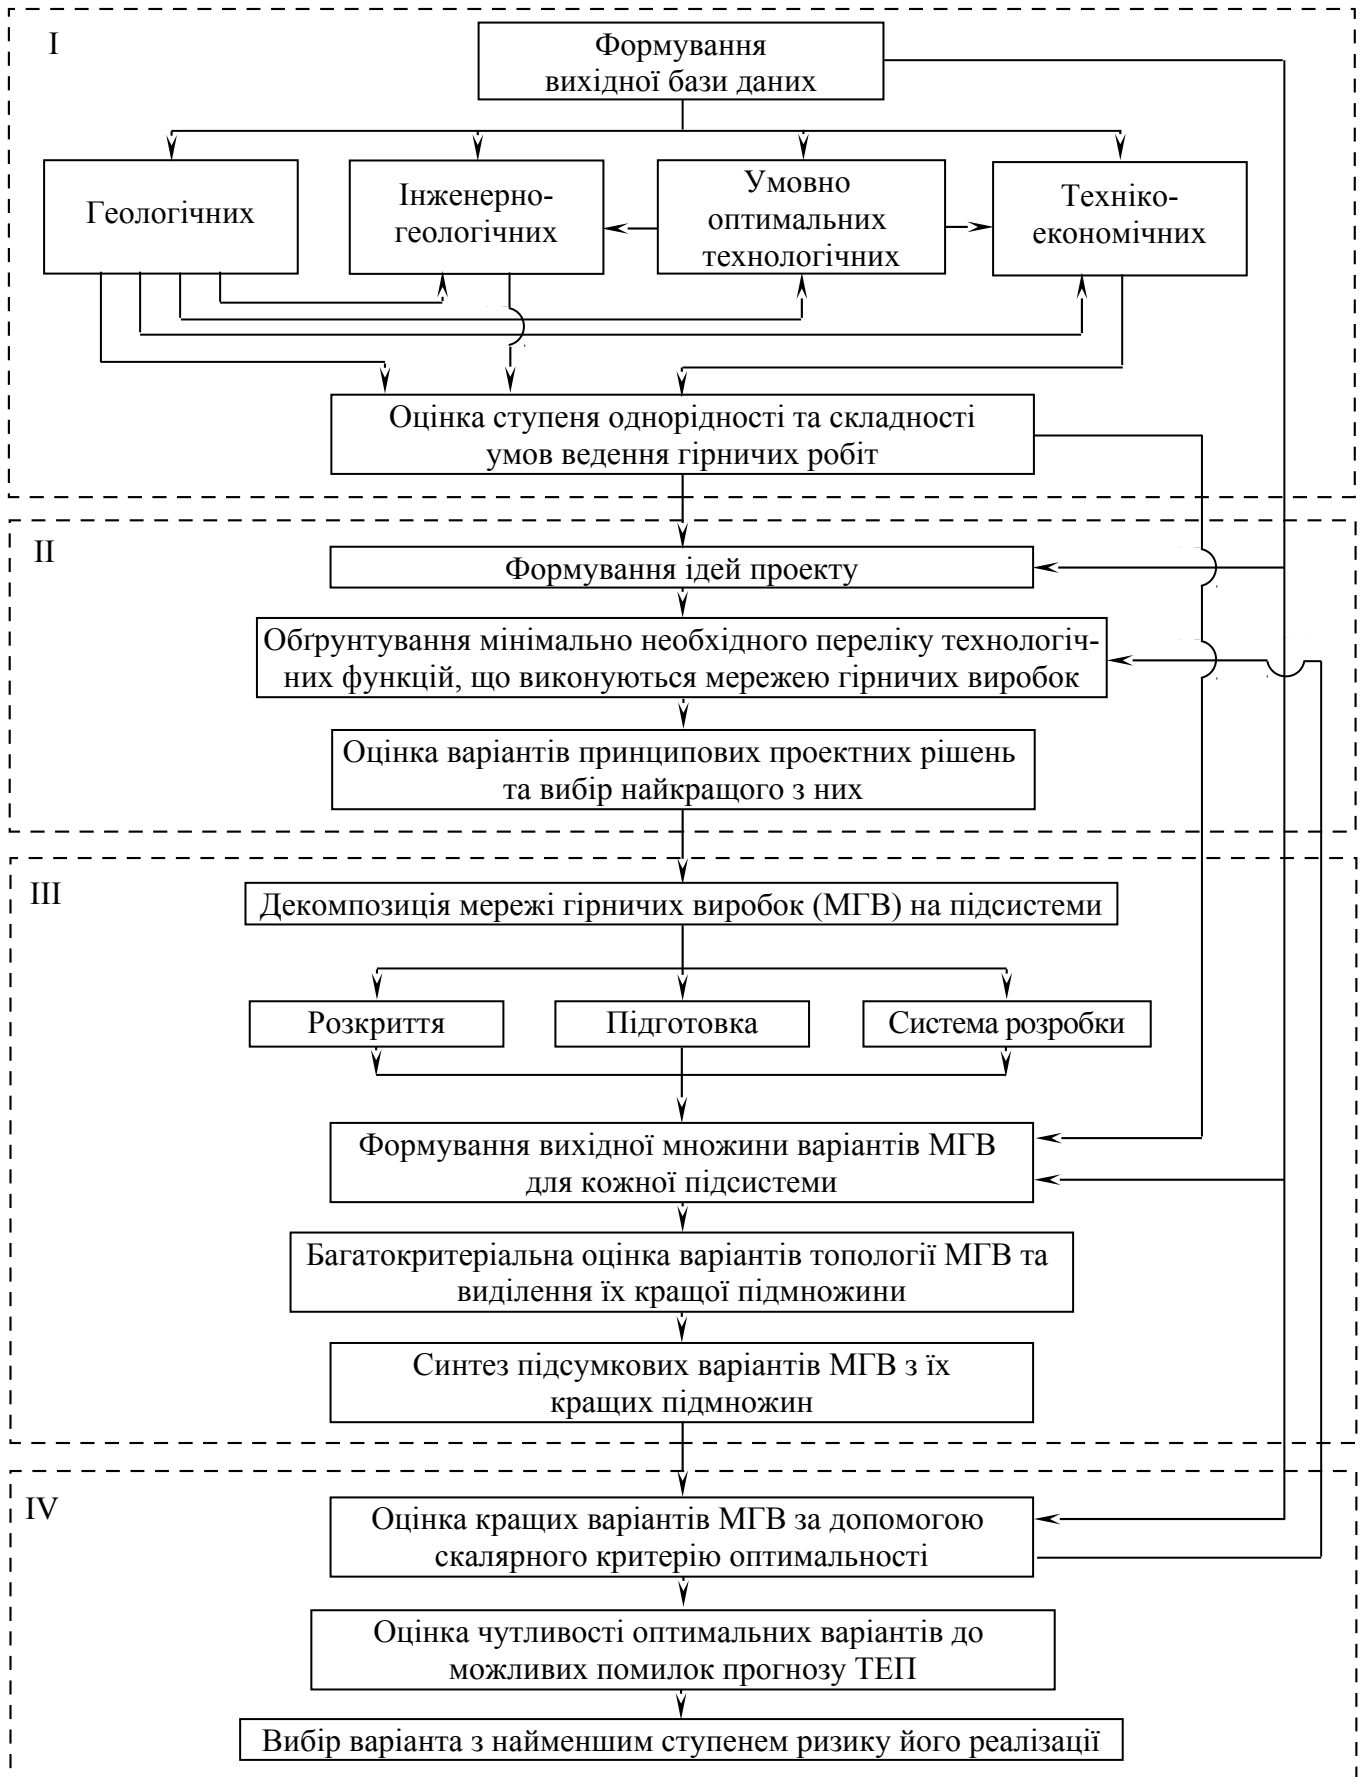 I
Формування
вихідної бази даних
Геологічних
Інженерно-
геологічних
Умовно
оптимальних
технологічних
Техніко-
економічних
Оцінка ступеня однорідності та складності
умов ведення гірничих робіт
II
Формування ідей проекту
Обґрунтування мінімально необхідного переліку технологіч-
них функцій, що виконуються мережею гірничих виробок
Оцінка варіантів принципових проектних рішень
та вибір найкращого з них
III
Декомпозиція мережі гірничих виробок (МГВ) на підсистеми
Розкриття
Підготовка
Система розробки
Формування вихідної множини варіантів МГВ
для кожної підсистеми
Багатокритеріальна оцінка варіантів топології МГВ та
виділення їх кращої підмножини
Синтез підсумкових варіантів МГВ з їх
кращих підмножин
IV
Оцінка кращих варіантів МГВ за допомогою
скалярного критерію оптимальності
Оцінка чутливості оптимальних варіантів до
можливих помилок прогнозу ТЕП
Вибір варіанта з найменшим ступенем ризику його реалізації